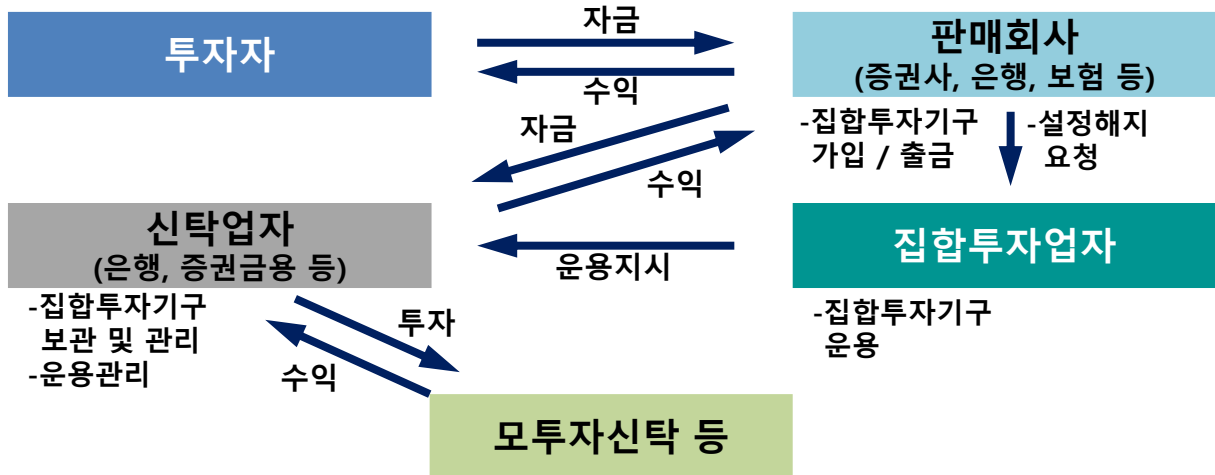 투자자
자금
수익
판매회사
(증권사, 은행, 보험 등)
자금
수익
-집합투자기구
가입 / 출금
-설정해지
요청
신탁업자
(은행, 증권금용 등)
운용지시
집합투자업자
-집합투자기구
보관 및 관리
-운용관리
투자
수익
-집합투자기구
운용
모투자신탁 등